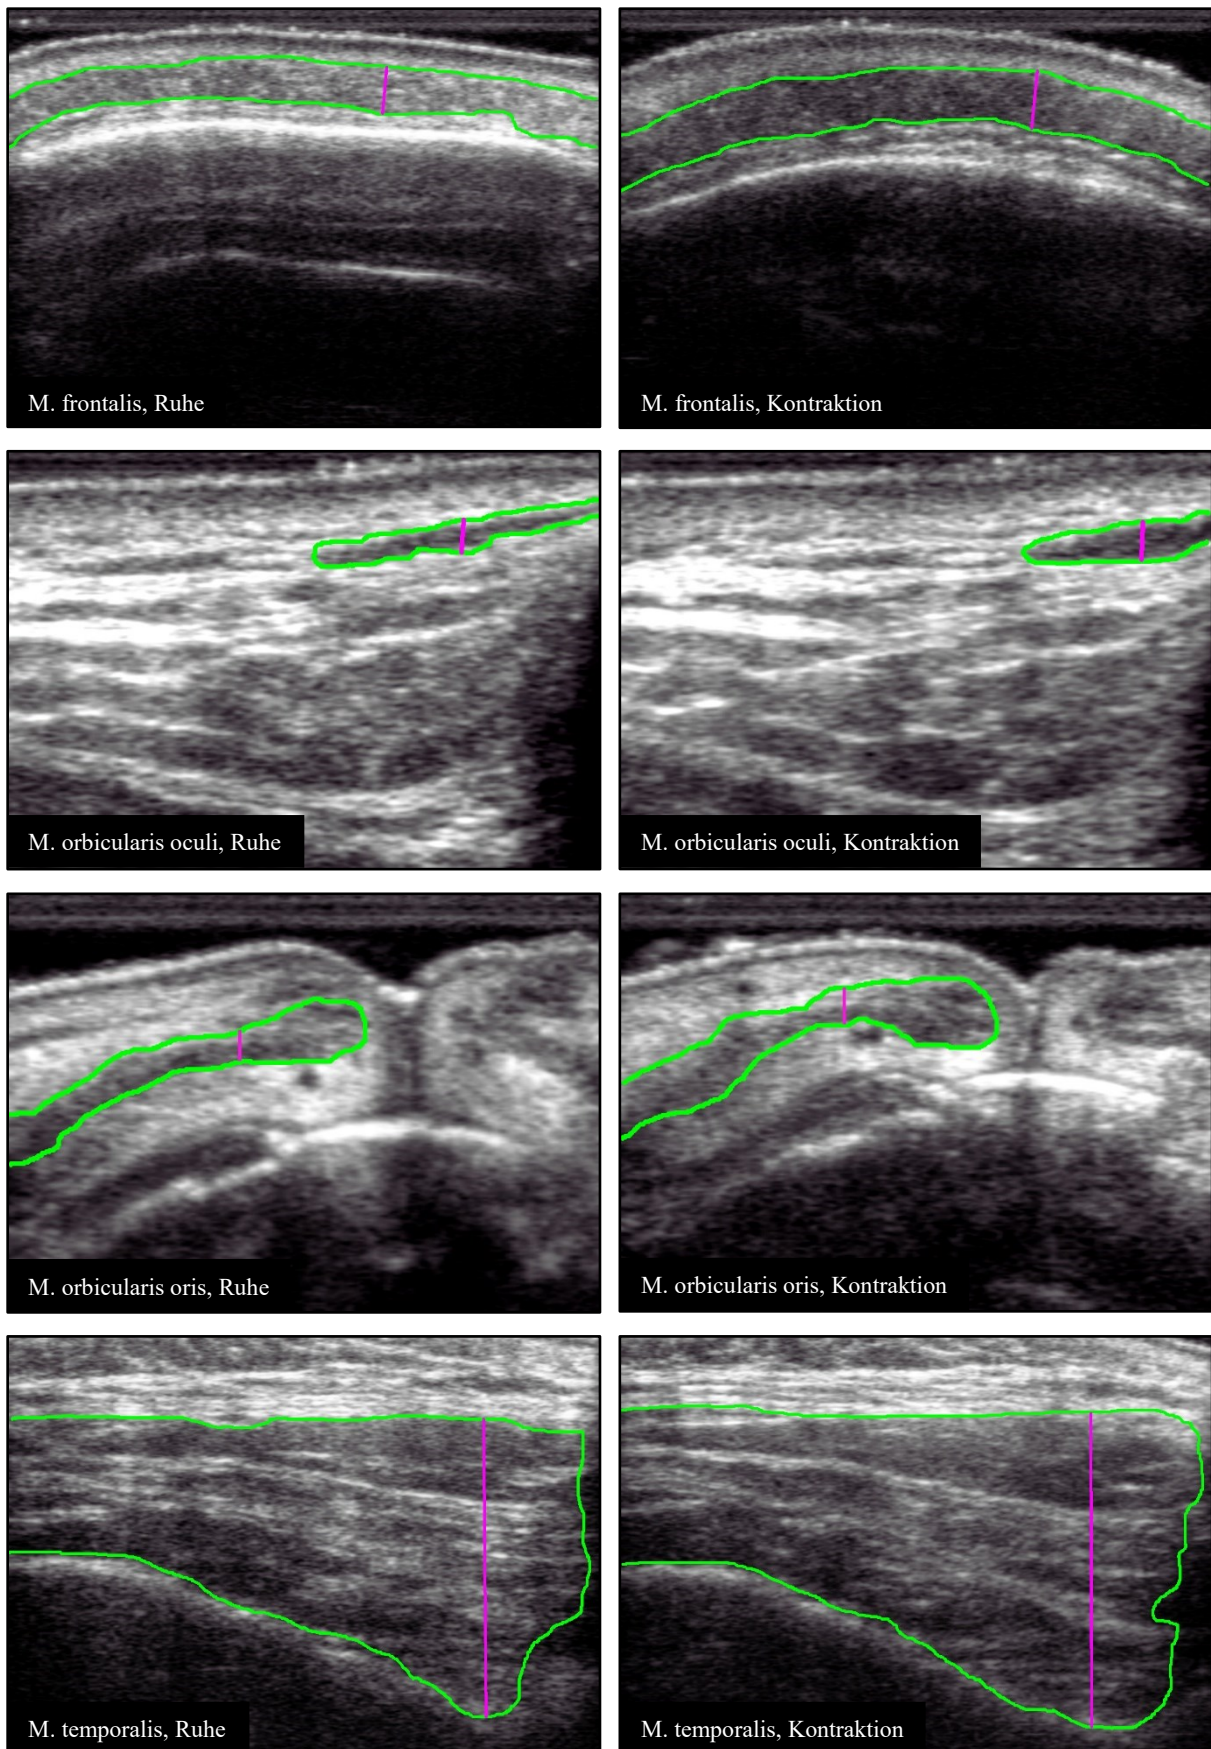 M. frontalis, Ruhe
M. frontalis, Kontraktion
M. orbicularis oculi, Ruhe
M. orbicularis oculi, Kontraktion
M. orbicularis oris, Ruhe
M. orbicularis oris, Kontraktion
M. temporalis, Ruhe
M. temporalis, Kontraktion